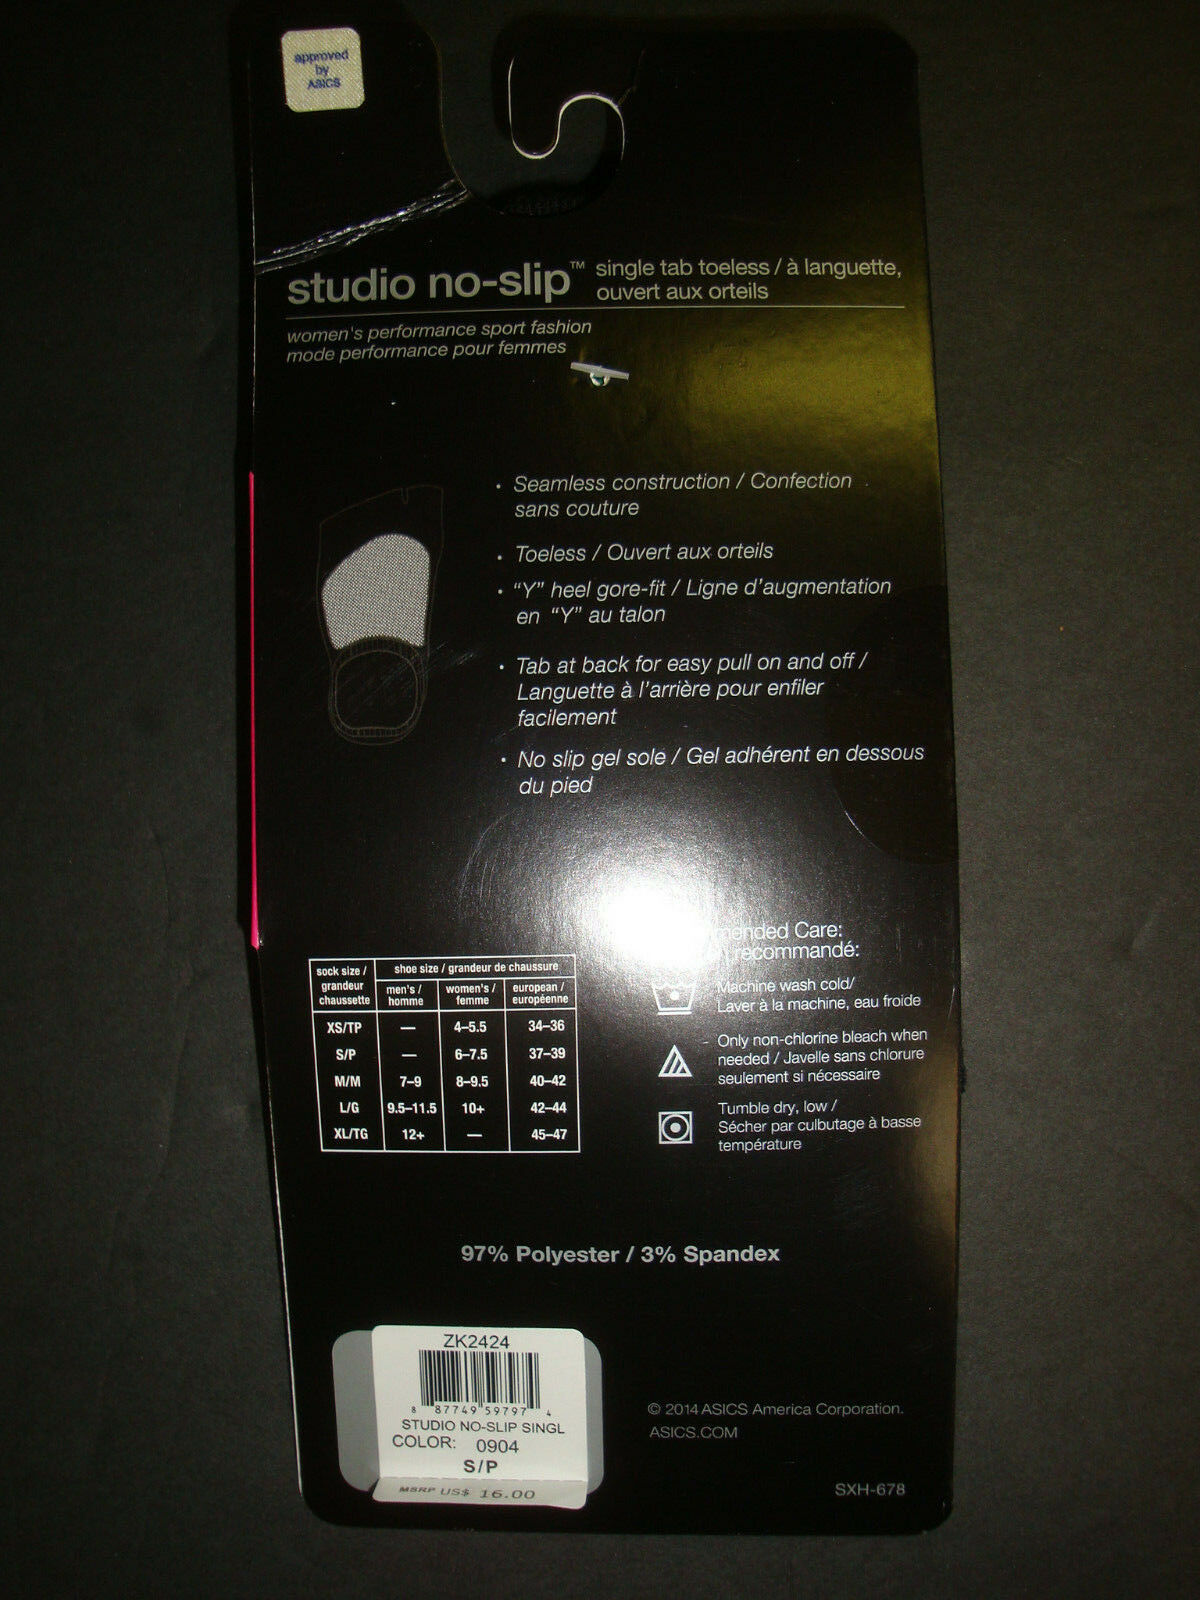 approved
by
ASICS
studio no-slip™ single tab toeless / à languette,
ouvert aux orteils
women's performance sport fashion
mode performance pour femmes
• Seamless construction / Confection
sans couture
• Toeless / Ouvert aux orteils
• “Y” heel gore-fit / Ligne d’augmentation
en “Y” au talon
• Tab at back for easy pull on and off /
Languette à l’arrière pour enfiler
facilement
• No slip gel sole / Gel adhérent en dessous
du pied
Care:
recommandé:
Machine wash cold/
Laver à la machine, eau froide
Only non-chlorine bleach when
needed / Javelle sans chlorure
seulement si nécessaire
Tumble dry, low /
Sécher par culbutage à basse
température
sock size / grandeur chaussette shoe size / grandeur de chaussure
men's / homme women's / femme european / européenne
XS/TP — 4–5.5 34–36
S/P — 6–7.5 37–39
M/M 7–9 8–9.5 40–42
L/G 9.5–11.5 10+ 42–44
XL/TG 12+ — 45–47
97% Polyester / 3% Spandex
ZK2424
8 87749 59797 4
STUDIO NO-SLIP SINGL
COLOR: 0904
S/P
MSRP US$ 16.00
© 2014 ASICS America Corporation.
ASICS.COM
SXH-678